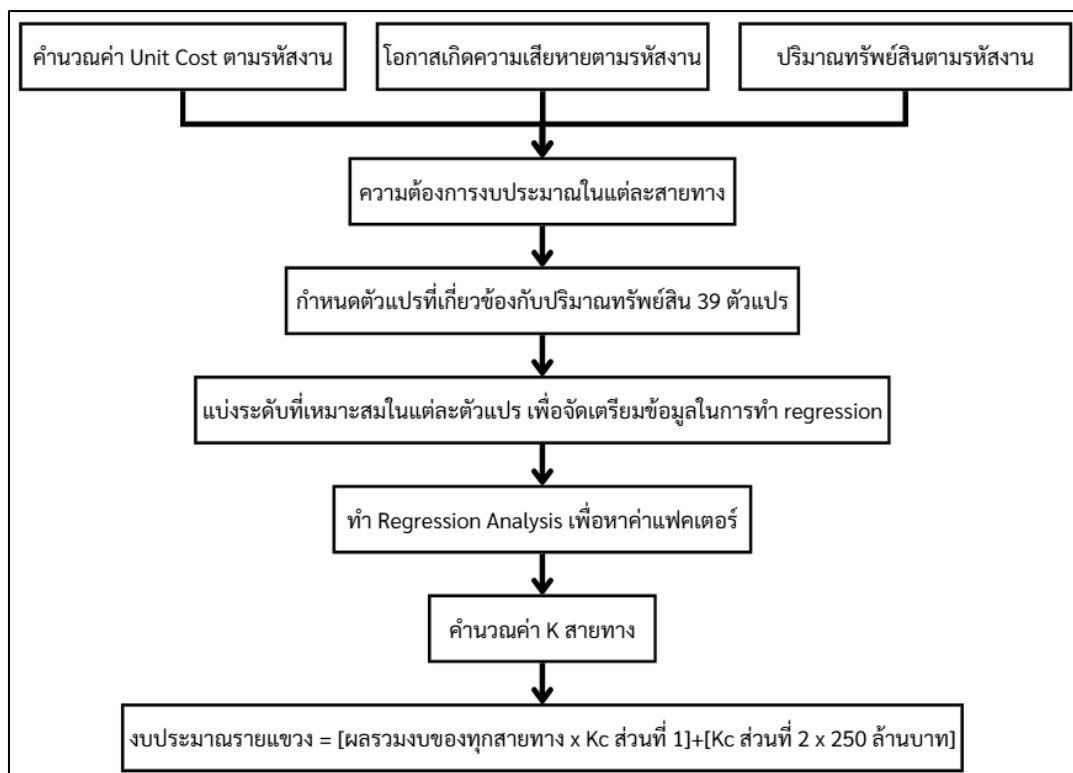 คำนวณค่า Unit Cost ตามรหัสงาน
โอกาสเกิดความเสียหายตามรหัสงาน
ปริมาณทรัพย์สินตามรหัสงาน
ความต้องการงบประมาณในแต่ละสายทาง
กำหนดตัวแปรที่เกี่ยวข้องกับปริมาณทรัพย์สิน 39 ตัวแปร
แบ่งระดับที่เหมาะสมในแต่ละตัวแปร เพื่อจัดเตรียมข้อมูลในการทำ regression
ทำ Regression Analysis เพื่อหาค่าแฟคเตอร์
คำนวณค่า K สายทาง
งบประมาณรายแขวง = [ผลรวมงบของทุกสายทาง x Kc ส่วนที่ 1]+[Kc ส่วนที่ 2 x 250 ล้านบาท]